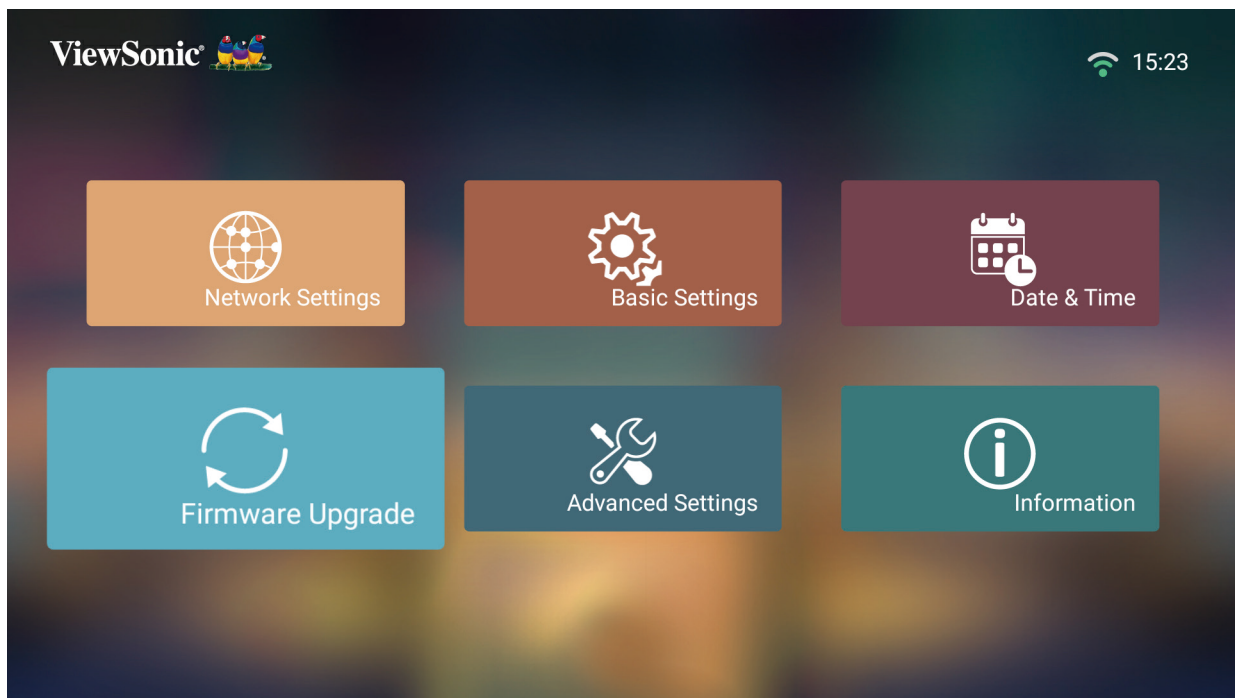 ViewSonic®
15:23
Network Settings
Basic Settings
Date & Time
Firmware Upgrade
Advanced Settings
Information